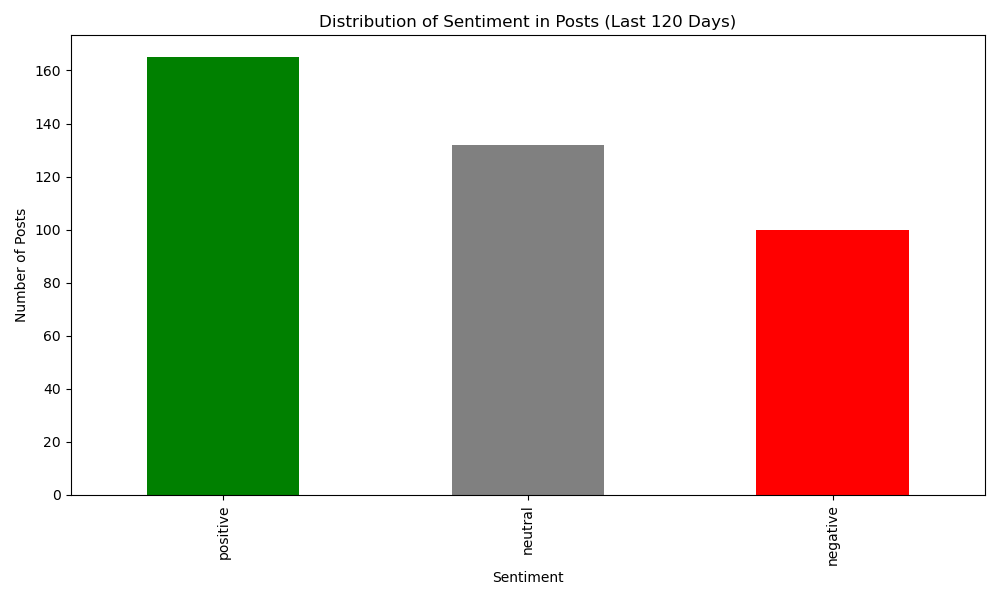 Distribution of Sentiment in Posts (Last 120 Days)
Number of Posts
160
140
120
100
80
60
40
20
0
positive
neutral
negative
Sentiment